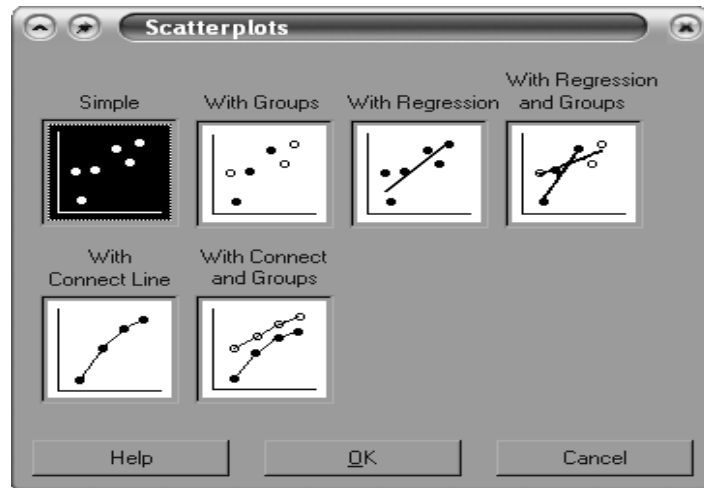 Scatterplots
Simple
With Groups
With Regression
With Regression
and Groups
With
Connect Line
With Connect
and Groups
Help
OK
Cancel